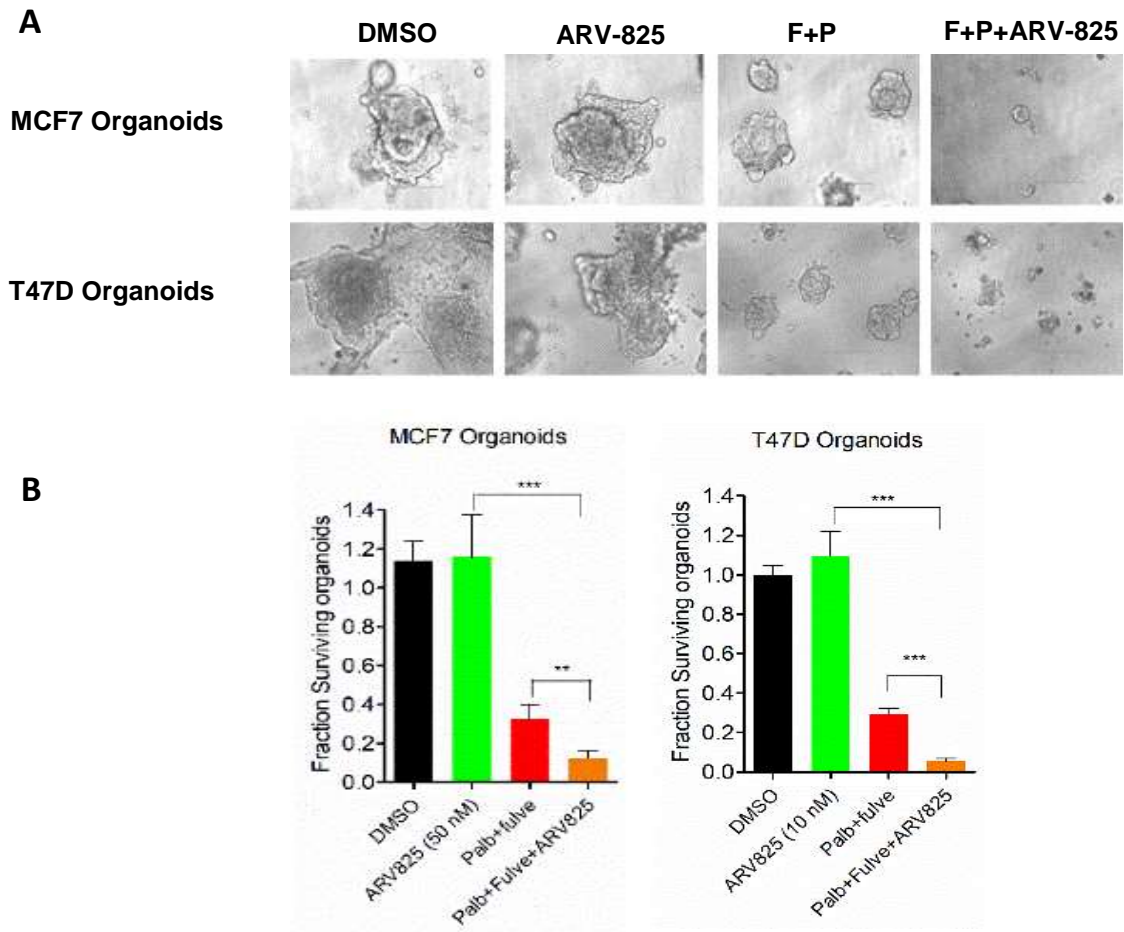 A
DMSO ARV-825 F+P F+P+ARV-825
MCF7 Organoids
T47D Organoids
B
MCF7 Organoids
Fraction Surviving organoids
1.4
1.2
1.0
0.8
0.6
0.4
0.2
0.0
***
**
DMSO
ARV825 (50 nM)
Palb+fulve
Palb+Fulve+ARV825
T47D Organoids
Fraction Surviving organoids
1.4
1.2
1.0
0.8
0.6
0.4
0.2
0.0
***
***
DMSO
ARV825 (10 nM)
Palb+fulve
Palb+Fulve+ARV825